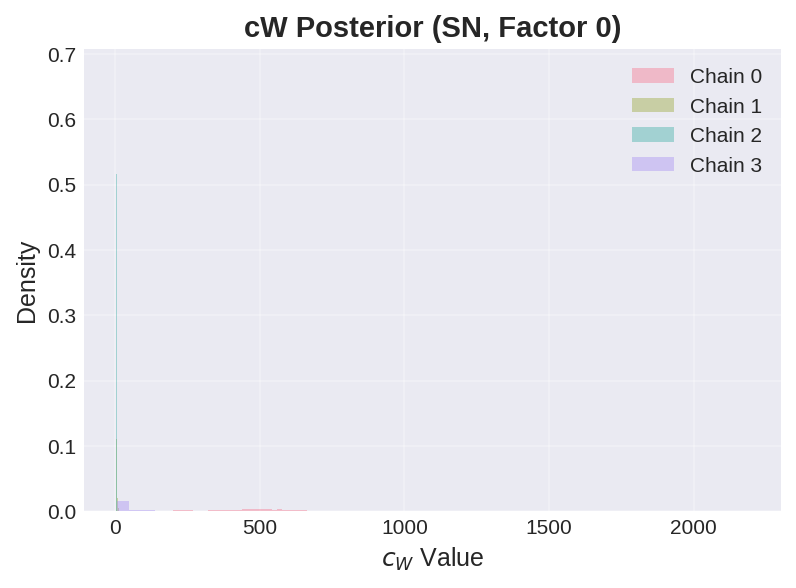 cW Posterior (SN, Factor 0)
0.7
0.6
0.5
0.4
0.3
0.2
0.1
0.0
Density
Chain 0
Chain 1
Chain 2
Chain 3
0 500 1000 1500 2000
c_W Value